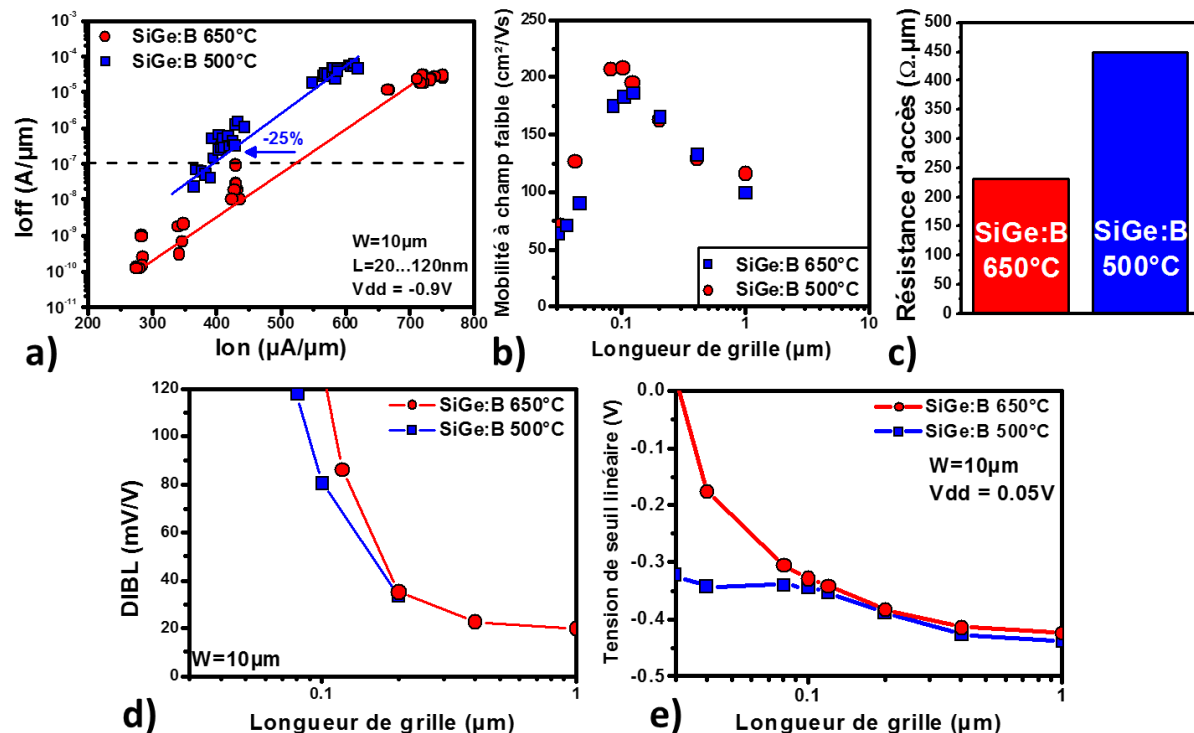 SiGe:B 650°C
SiGe:B 500°C
Ioff (A/µm)
10⁻⁴
10⁻⁵
10⁻⁶
10⁻⁷
10⁻⁸
10⁻⁹
10⁻¹⁰
10⁻¹¹
-25%
W=10µm
L=20...120nm
Vdd = -0.9V
200 300 400 500 600 700 800
Ion (µA/µm)
a)
Mobilité à champ faible (cm²/Vs)
250
200
150
100
50
0
SiGe:B 650°C
SiGe:B 500°C
0.1 1 10
Longueur de grille (µm)
b)
Résistance d'accès (Ω.µm)
500
450
400
350
300
250
200
150
100
50
0
SiGe:B
650°C
SiGe:B
500°C
c)
DIBL (mV/V)
120
100
80
60
40
20
0
SiGe:B 650°C
SiGe:B 500°C
W=10µm
0.1 1
Longueur de grille (µm)
d)
Tension de seuil linéaire (V)
0.0
-0.1
-0.2
-0.3
-0.4
-0.5
SiGe:B 650°C
SiGe:B 500°C
W=10µm
Vdd = 0.05V
0.1 1
Longueur de grille (µm)
e)